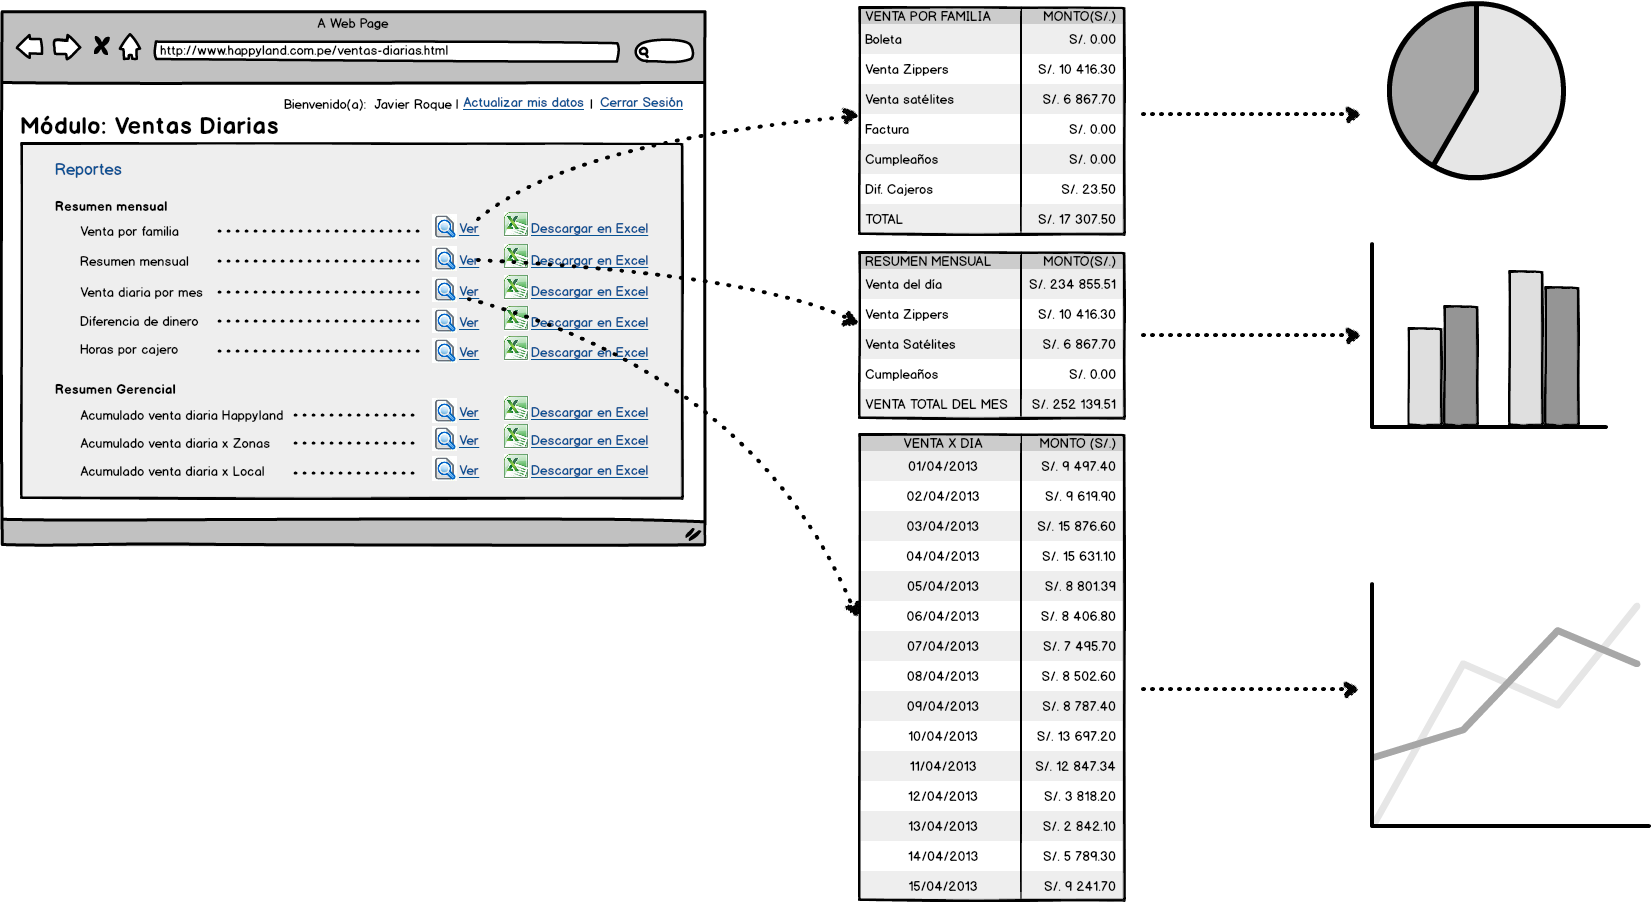 A Web Page
http://www.happyland.com.pe/ventas-diarias.html
Bienvenido(a): Javier Roque | Actualizar mis datos | Cerrar Sesión
Módulo: Ventas Diarias
Reportes
Resumen mensual
Venta por familia Ver Descargar en Excel
Resumen mensual Ver Descargar en Excel
Venta diaria por mes Ver Descargar en Excel
Diferencia de dinero Ver Descargar en Excel
Horas por cajero Ver Descargar en Excel
Resumen Gerencial
Acumulado venta diaria Happyland Ver Descargar en Excel
Acumulado venta diaria x Zonas Ver Descargar en Excel
Acumulado venta diaria x Local Ver Descargar en Excel
VENTA POR FAMILIA MONTO(S/.)
Boleta S/. 0.00
Venta Zippers S/. 10 416.30
Venta satélites S/. 6 867.70
Factura S/. 0.00
Cumpleaños S/. 0.00
Dif. Cajeros S/. 23.50
TOTAL S/. 17 307.50
RESUMEN MENSUAL MONTO(S/.)
Venta del día S/. 234 855.51
Venta Zippers S/. 10 416.30
Venta Satélites S/. 6 867.70
Cumpleaños S/. 0.00
VENTA TOTAL DEL MES S/. 252 139.51
VENTA X DIA MONTO (S/.)
01/04/2013 S/. 9 497.40
02/04/2013 S/. 9 619.90
03/04/2013 S/. 15 876.60
04/04/2013 S/. 15 631.10
05/04/2013 S/. 8 801.39
06/04/2013 S/. 8 406.80
07/04/2013 S/. 7 495.70
08/04/2013 S/. 8 502.60
09/04/2013 S/. 8 787.40
10/04/2013 S/. 13 697.20
11/04/2013 S/. 12 847.34
12/04/2013 S/. 3 818.20
13/04/2013 S/. 2 842.10
14/04/2013 S/. 5 789.30
15/04/2013 S/. 9 241.70